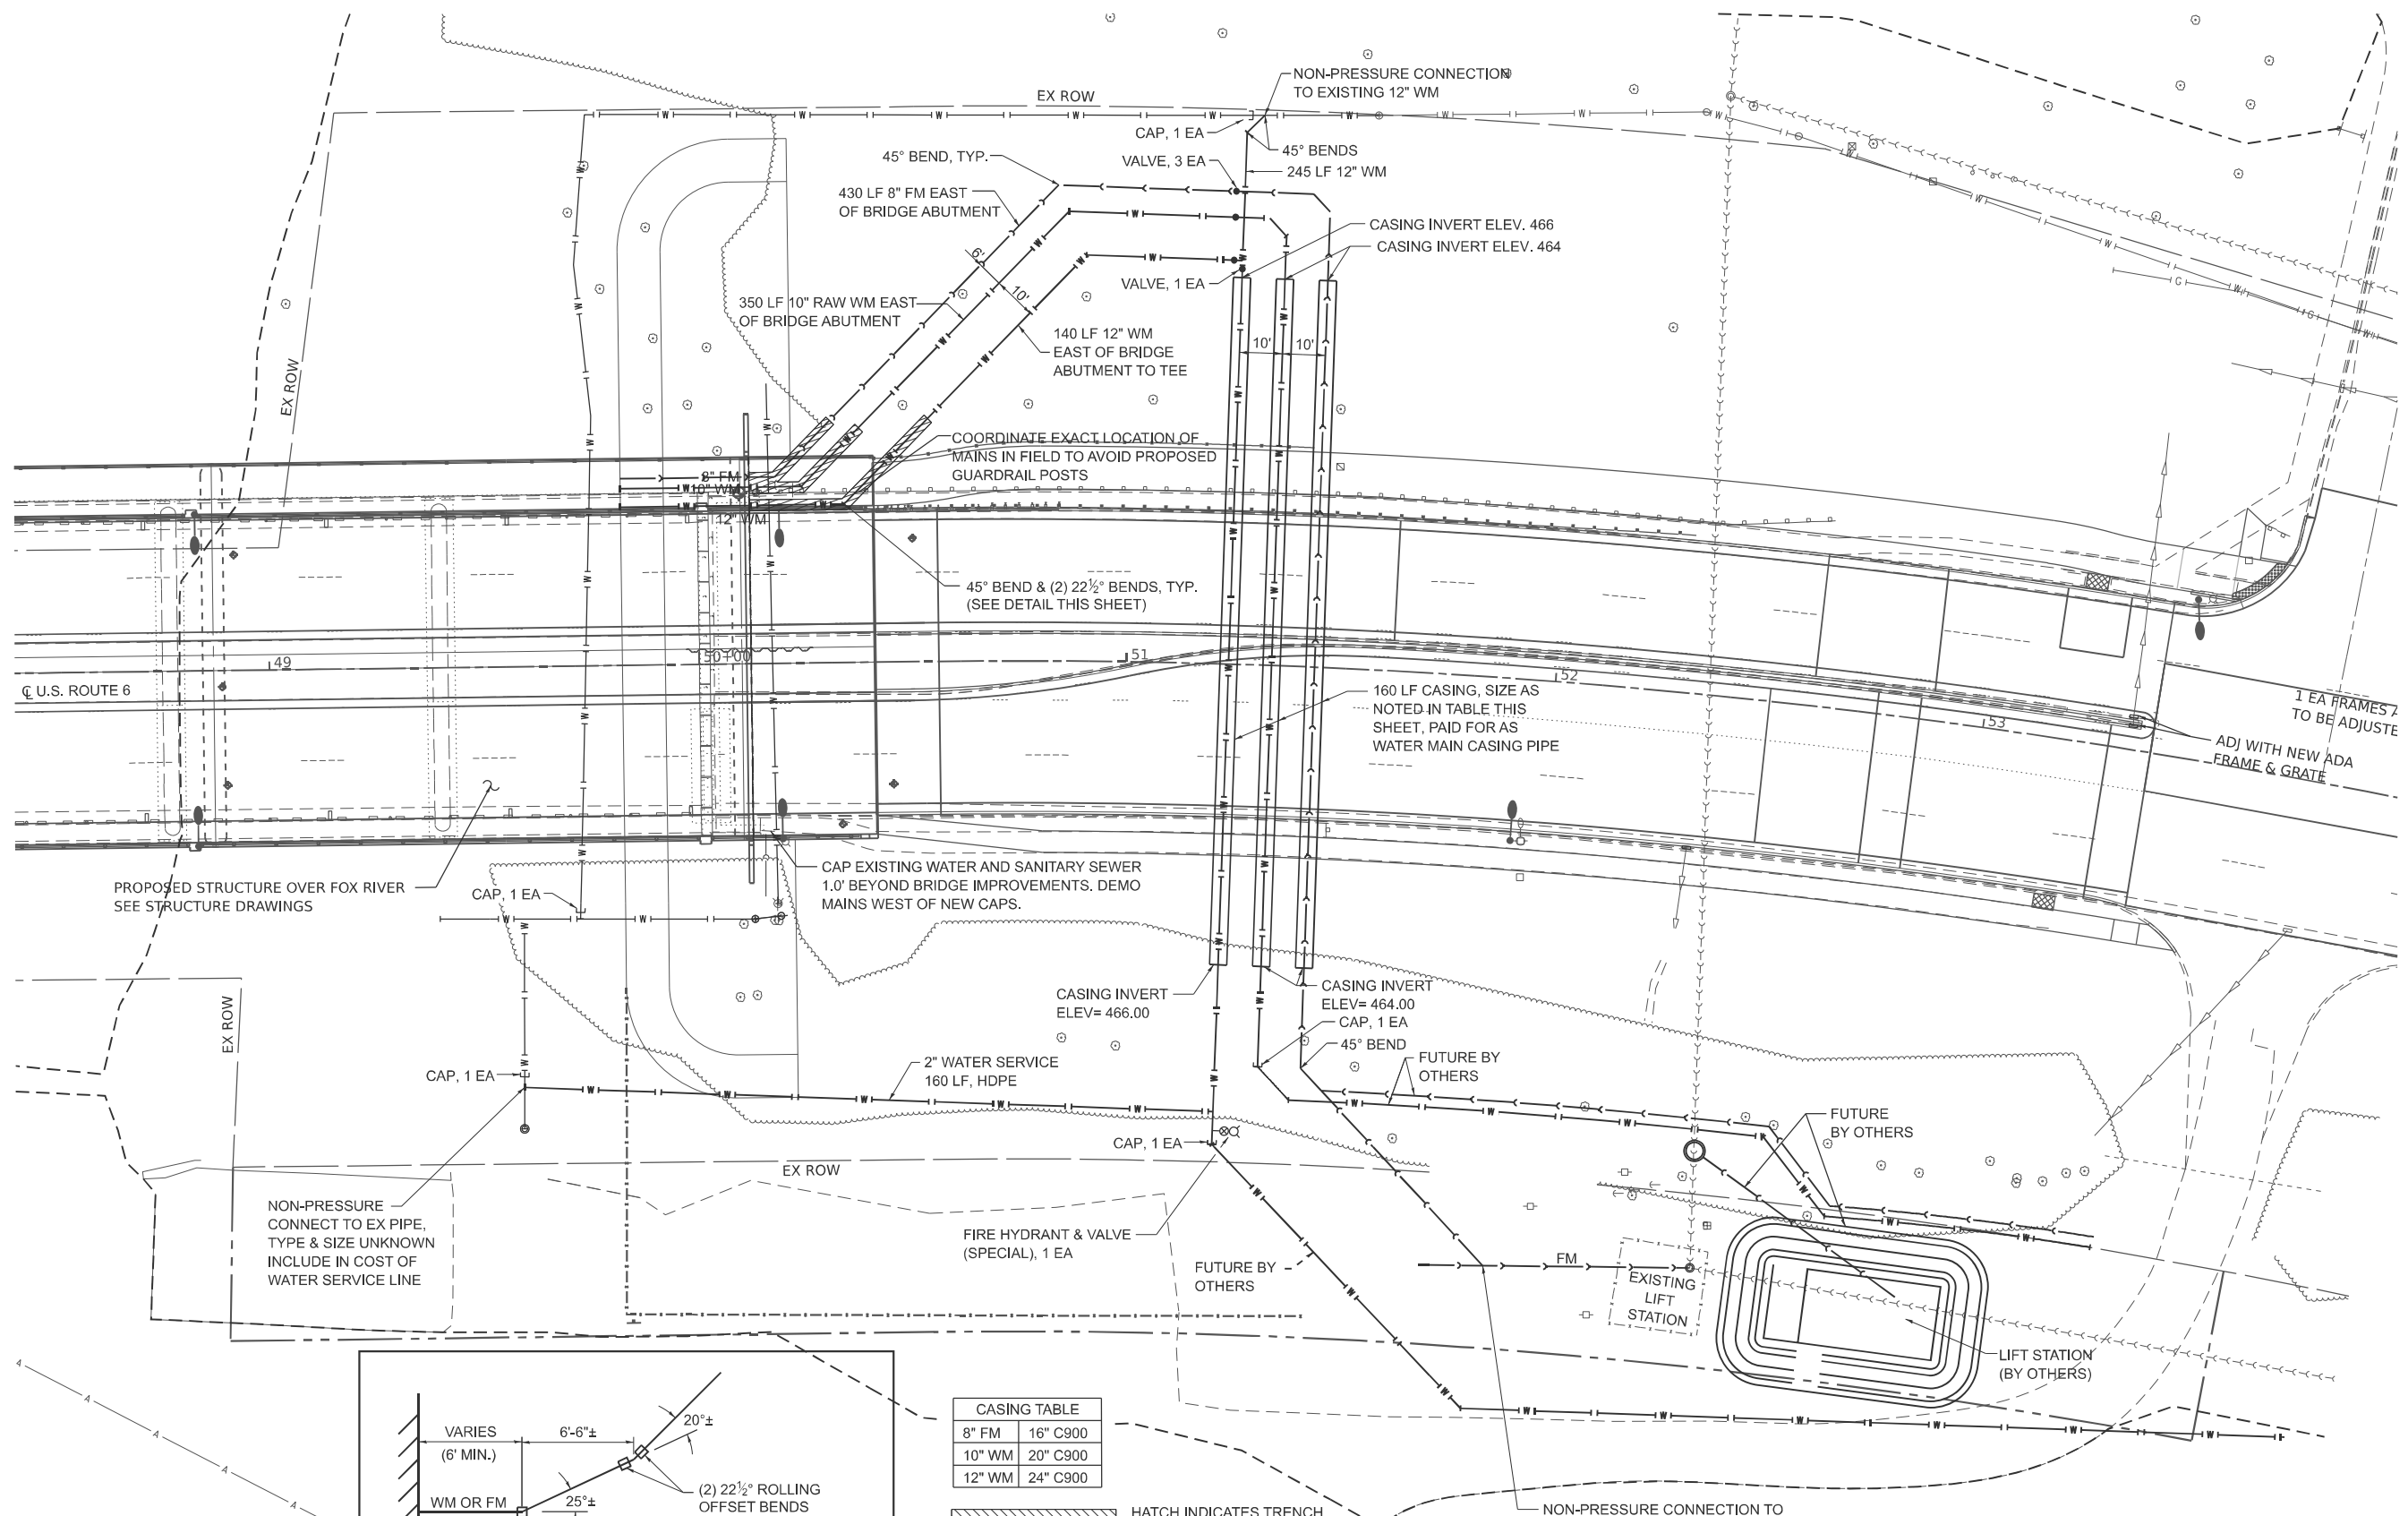 NON-PRESSURE CONNECTION
TO EXISTING 12" WM
EX ROW
CAP, 1 EA
45° BENDS
45° BEND, TYP.
VALVE, 3 EA
245 LF 12" WM
430 LF 8" FM EAST
OF BRIDGE ABUTMENT
CASING INVERT ELEV. 466
CASING INVERT ELEV. 464
6'
VALVE, 1 EA
10'
350 LF 10" RAW WM EAST
OF BRIDGE ABUTMENT
140 LF 12" WM
EAST OF BRIDGE
ABUTMENT TO TEE
10'
10'
EX ROW
COORDINATE EXACT LOCATION OF
MAINS IN FIELD TO AVOID PROPOSED
GUARDRAIL POSTS
8" FM
10" WM
12" WM
45° BEND & (2) 22½° BENDS, TYP.
(SEE DETAIL THIS SHEET)
49
50+00
51
52
53
℄ U.S. ROUTE 6
160 LF CASING, SIZE AS
NOTED IN TABLE THIS
SHEET, PAID FOR AS
WATER MAIN CASING PIPE
1 EA FRAMES
TO BE ADJUSTE
ADJ WITH NEW ADA
FRAME & GRATE
PROPOSED STRUCTURE OVER FOX RIVER
SEE STRUCTURE DRAWINGS
CAP, 1 EA
CAP EXISTING WATER AND SANITARY SEWER
1.0' BEYOND BRIDGE IMPROVEMENTS. DEMO
MAINS WEST OF NEW CAPS.
EX ROW
CASING INVERT
ELEV= 466.00
CASING INVERT
ELEV= 464.00
CAP, 1 EA
45° BEND
CAP, 1 EA
2" WATER SERVICE
160 LF, HDPE
FUTURE BY
OTHERS
FUTURE
BY OTHERS
CAP, 1 EA
EX ROW
NON-PRESSURE
CONNECT TO EX PIPE,
TYPE & SIZE UNKNOWN
INCLUDE IN COST OF
WATER SERVICE LINE
FIRE HYDRANT & VALVE
(SPECIAL), 1 EA
FUTURE BY
OTHERS
FM
EXISTING
LIFT
STATION
LIFT STATION
(BY OTHERS)
VARIES
(6' MIN.)
6'-6"±
20°±
WM OR FM
25°±
(2) 22½° ROLLING
OFFSET BENDS
CASING TABLE
8" FM 16" C900
10" WM 20" C900
12" WM 24" C900
HATCH INDICATES TRENCH
NON-PRESSURE CONNECTION TO